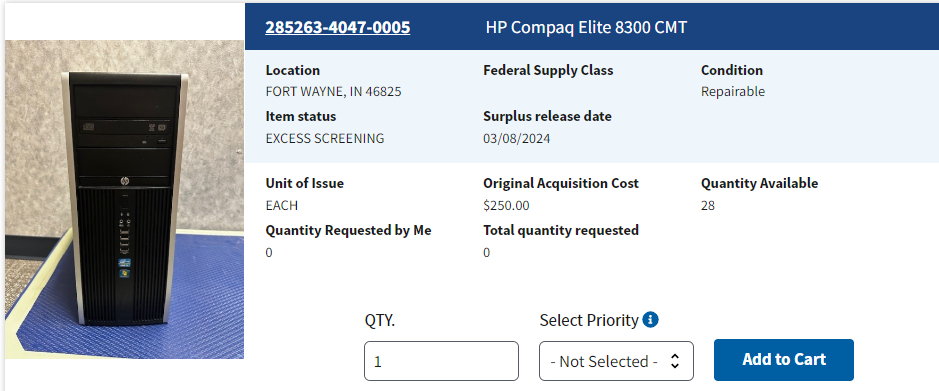 285263-4047-0005 HP Compaq Elite 8300 CMT
Location Federal Supply Class Condition
FORT WAYNE, IN 46825 Repairable
Item status Surplus release date
EXCESS SCREENING 03/08/2024
Unit of Issue Original Acquisition Cost Quantity Available
EACH $250.00 28
Quantity Requested by Me Total quantity requested
0 0
QTY. Select Priority i
1 - Not Selected - Add to Cart
hp